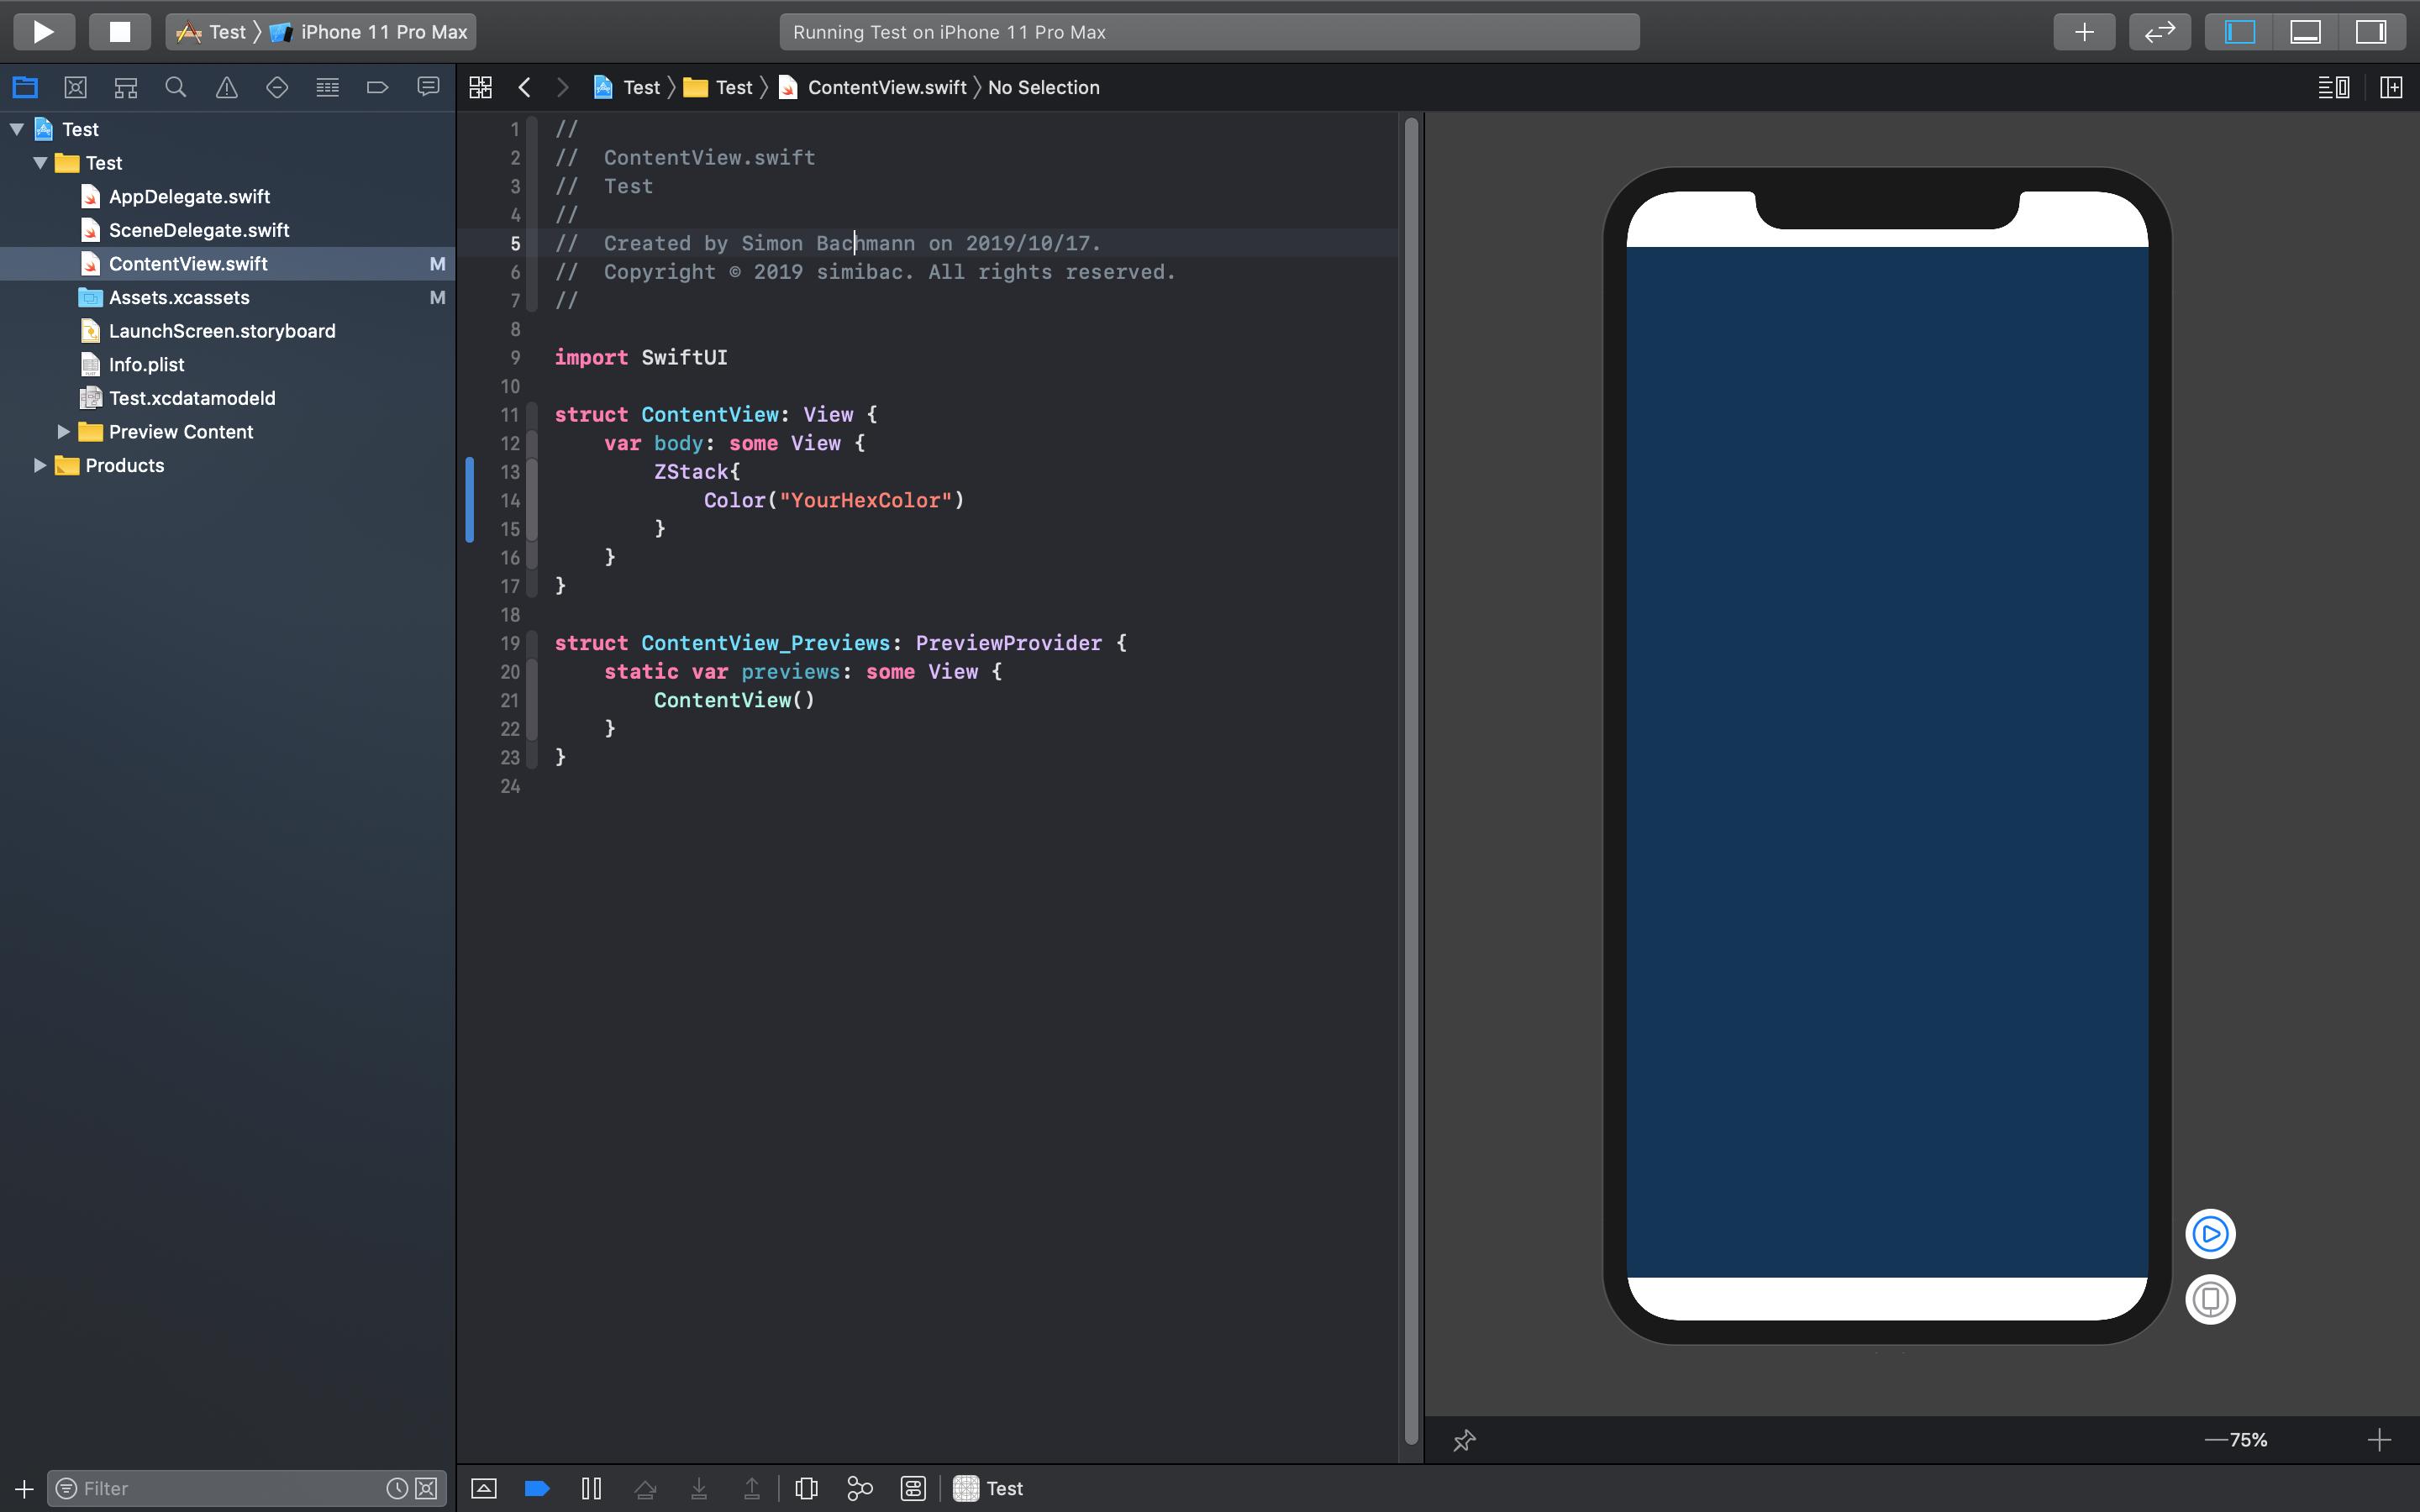 Test 〉 iPhone 11 Pro Max
Running Test on iPhone 11 Pro Max
Test 〉 Test 〉 ContentView.swift 〉 No Selection
Test
Test
AppDelegate.swift
SceneDelegate.swift
ContentView.swift M
Assets.xcassets M
LaunchScreen.storyboard
Info.plist
Test.xcdatamodeld
Preview Content
Products
1 //
2 //  ContentView.swift
3 //  Test
4 //
5 //  Created by Simon Bachmann on 2019/10/17.
6 //  Copyright © 2019 simibac. All rights reserved.
7 //
8
9 import SwiftUI
10
11 struct ContentView: View {
12     var body: some View {
13         ZStack{
14             Color("YourHexColor")
15         }
16     }
17 }
18
19 struct ContentView_Previews: PreviewProvider {
20     static var previews: some View {
21         ContentView()
22     }
23 }
24
75%
Filter
Test